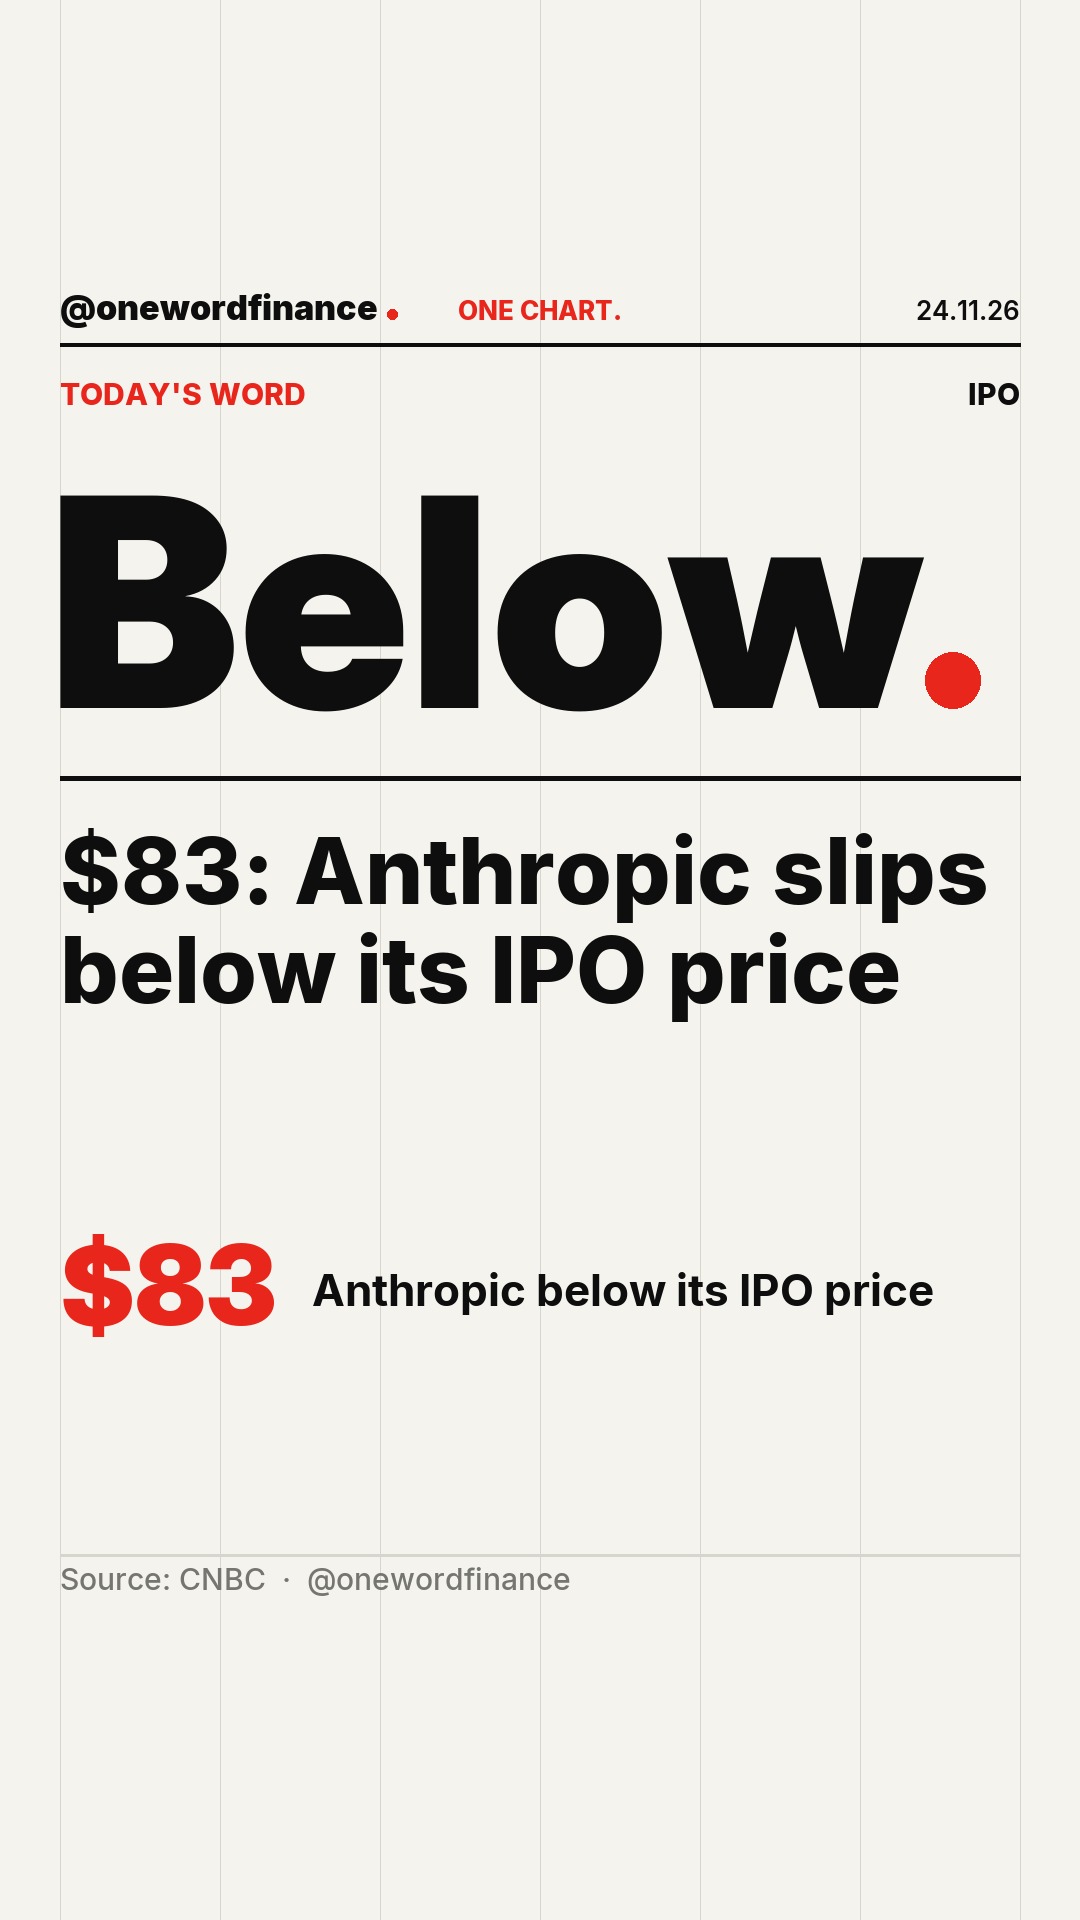 @onewordfinance. ONE CHART. 24.11.26
TODAY'S WORD IPO
Below.
$83: Anthropic slips
below its IPO price
$83 Anthropic below its IPO price
Source: CNBC · @onewordfinance